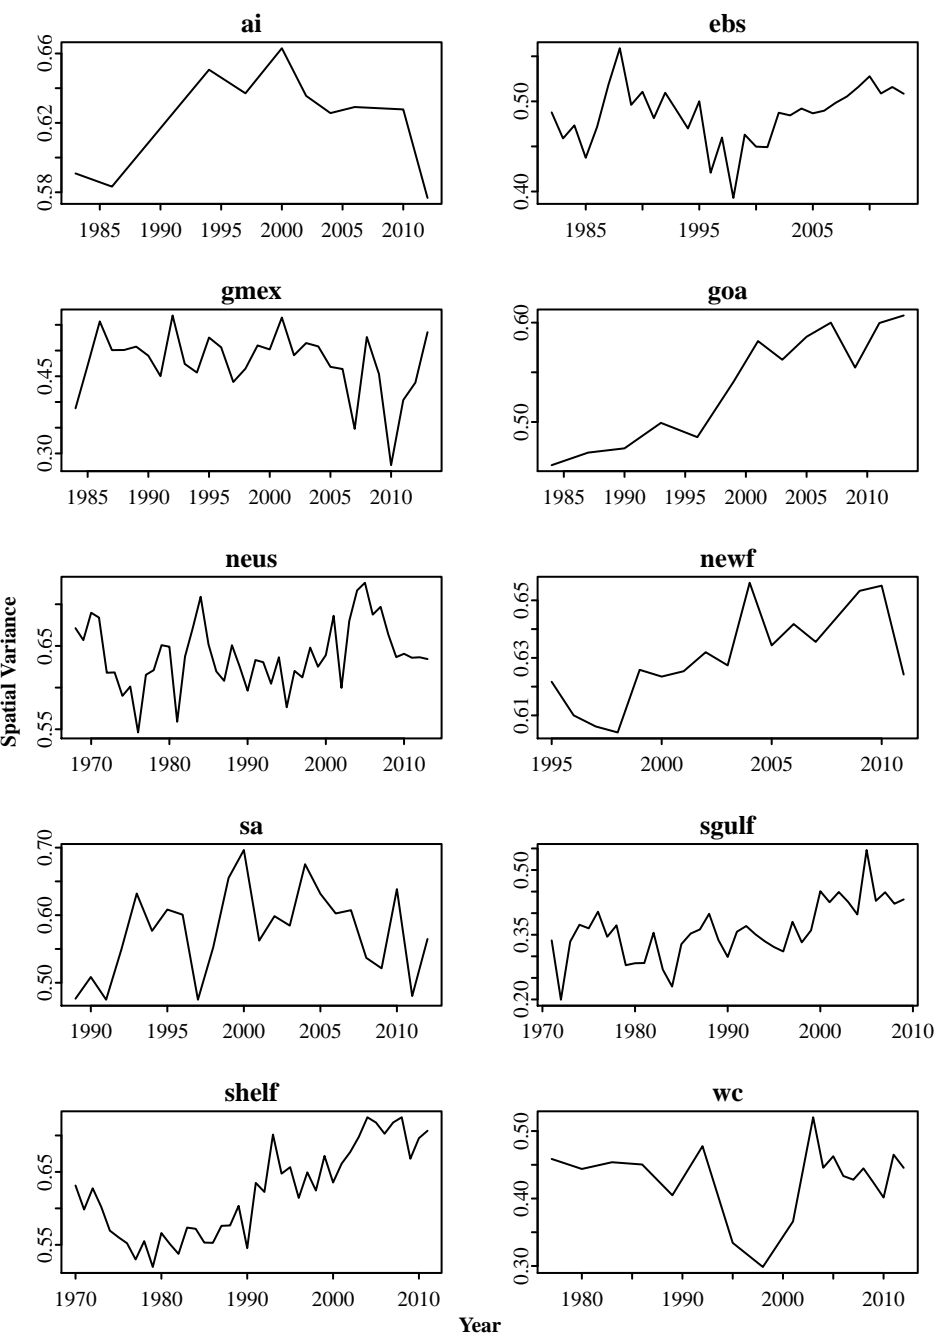 ai
0.58 0.62 0.66
1985 1990 1995 2000 2005 2010
ebs
0.40 0.50
1985 1995 2005
gmex
0.30 0.45
1985 1990 1995 2000 2005 2010
goa
0.50 0.60
1985 1990 1995 2000 2005 2010
neus
0.55 0.65
1970 1980 1990 2000 2010
newf
0.61 0.63 0.65
1995 2000 2005 2010
sa
0.50 0.60 0.70
1990 1995 2000 2005 2010
sgulf
0.20 0.35 0.50
1970 1980 1990 2000 2010
shelf
0.55 0.65
1970 1980 1990 2000 2010
wc
0.30 0.40 0.50
1980 1990 2000 2010
Spatial Variance
Year